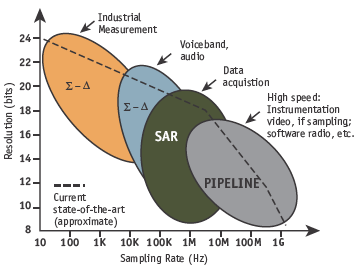 Industrial
Measurement
Voiceband,
audio
Data
acquistion
High speed:
Instrumentation
video, if sampling;
software radio, etc.
Resolution (bits)
24
22
20
18
16
14
12
10
8
Σ–Δ
Σ–Δ
SAR
PIPELINE
Current
state-of-the-art
(approximate)
10 100 1K 10K 100K 1M 10M 100M 1G
Sampling Rate (Hz)